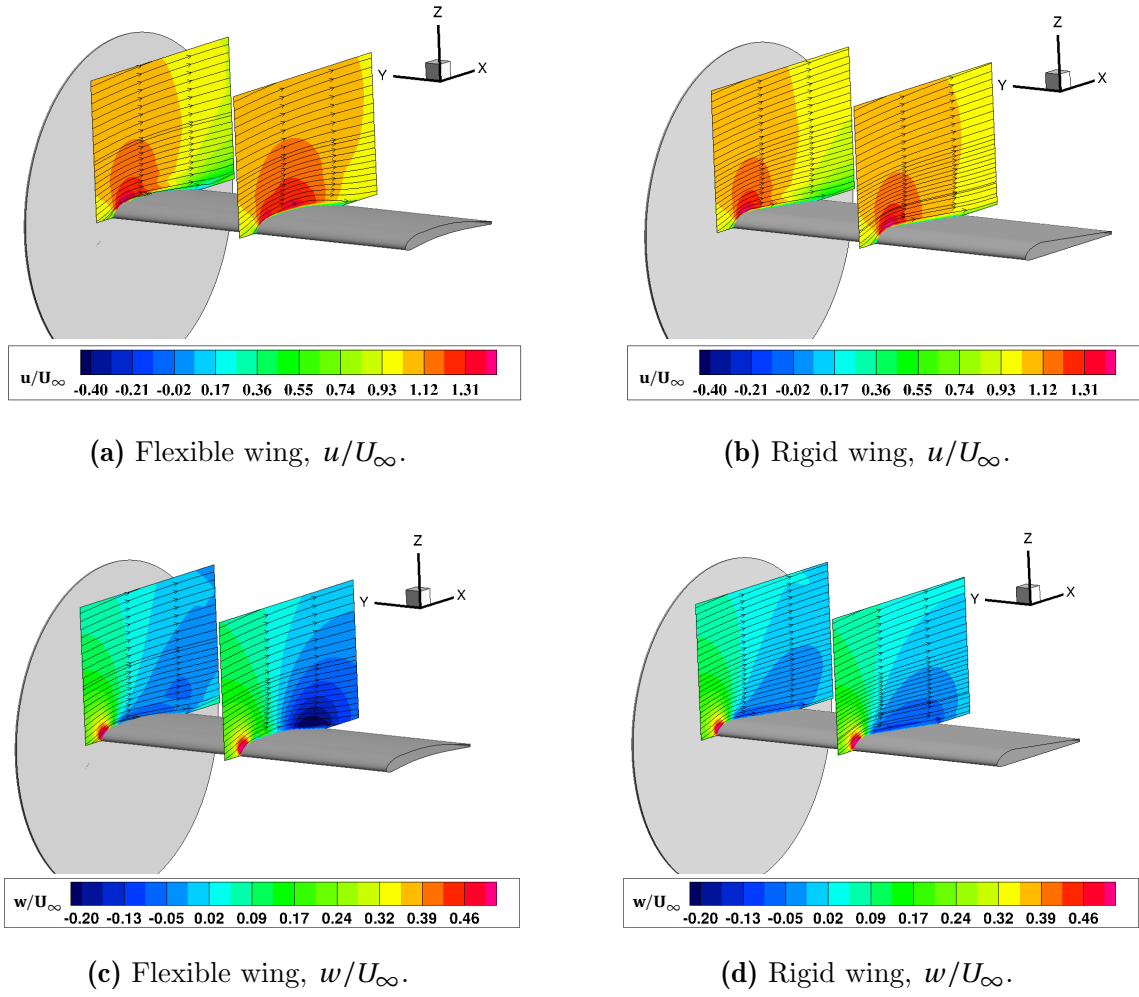 Z
Y
X
Z
Y
X
u/U∞
-0.40 -0.21 -0.02 0.17 0.36 0.55 0.74 0.93 1.12 1.31
u/U∞
-0.40 -0.21 -0.02 0.17 0.36 0.55 0.74 0.93 1.12 1.31
(a) Flexible wing, u/U∞.
(b) Rigid wing, u/U∞.
Z
Y
X
Z
Y
X
w/U∞
-0.20 -0.13 -0.05 0.02 0.09 0.17 0.24 0.32 0.39 0.46
w/U∞
-0.20 -0.13 -0.05 0.02 0.09 0.17 0.24 0.32 0.39 0.46
(c) Flexible wing, w/U∞.
(d) Rigid wing, w/U∞.